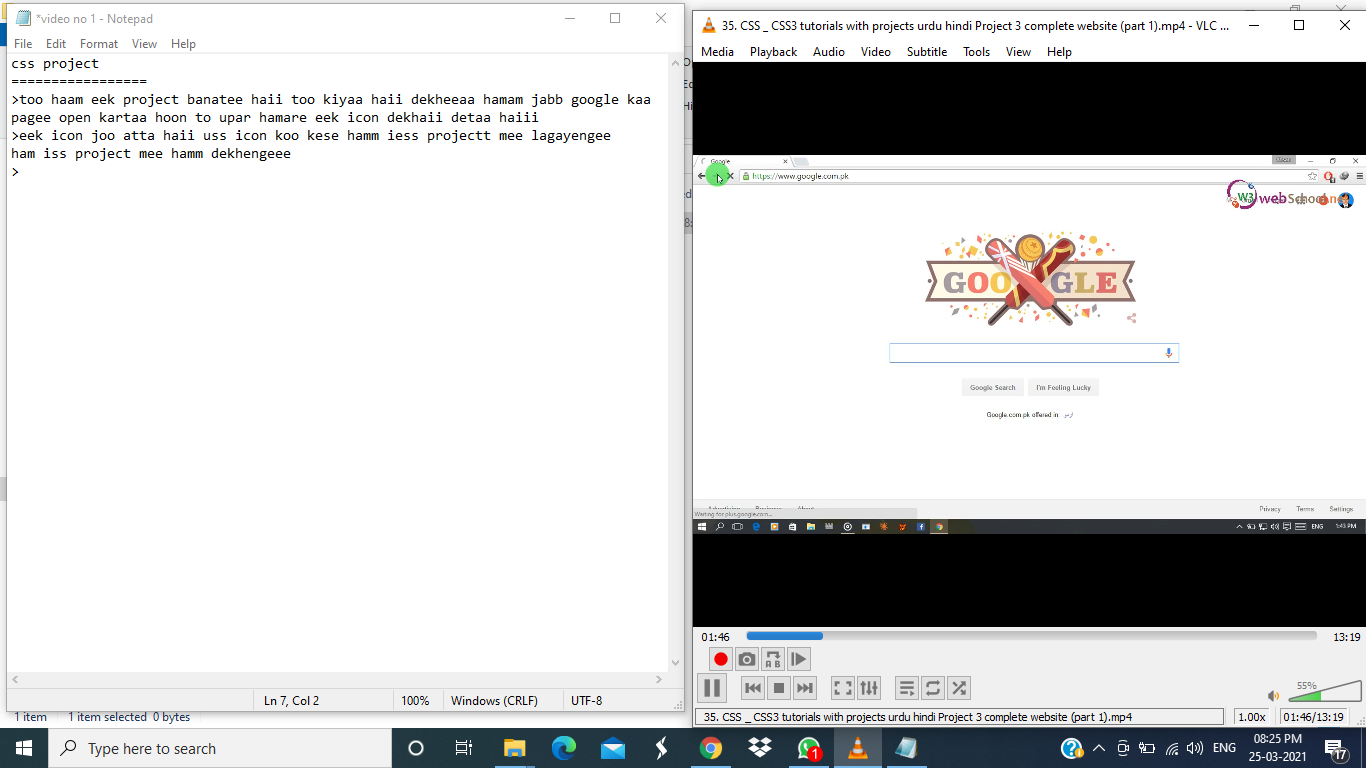 *video no 1 - Notepad
File Edit Format View Help
css project
=================
>too haam eek project banatee haii too kiyaa haii dekheeaa hamam jabb google kaa
pagee open kartaa hoon to upar hamare eek icon dekhaii detaa haiii
>eek icon joo atta haii uss icon koo kese hamm iess projectt mee lagayengee
ham iss project mee hamm dekhengeee
>
Ln 7, Col 2 100% Windows (CRLF) UTF-8
1 item 1 item selected 0 bytes
35. CSS _ CSS3 tutorials with projects urdu hindi Project 3 complete website (part 1).mp4 - VLC ...
Media Playback Audio Video Subtitle Tools View Help
Google
https://www.google.com.pk
W3 webSchool
GOOGLE
Google Search I'm Feeling Lucky
Google.com.pk offered in: اردو
Waiting for plus.google.com...
Privacy Terms Settings
ENG 1:43 PM
01:46 13:19
55%
35. CSS _ CSS3 tutorials with projects urdu hindi Project 3 complete website (part 1).mp4 1.00x 01:46/13:19
Type here to search
1
ENG 08:25 PM
25-03-2021
17